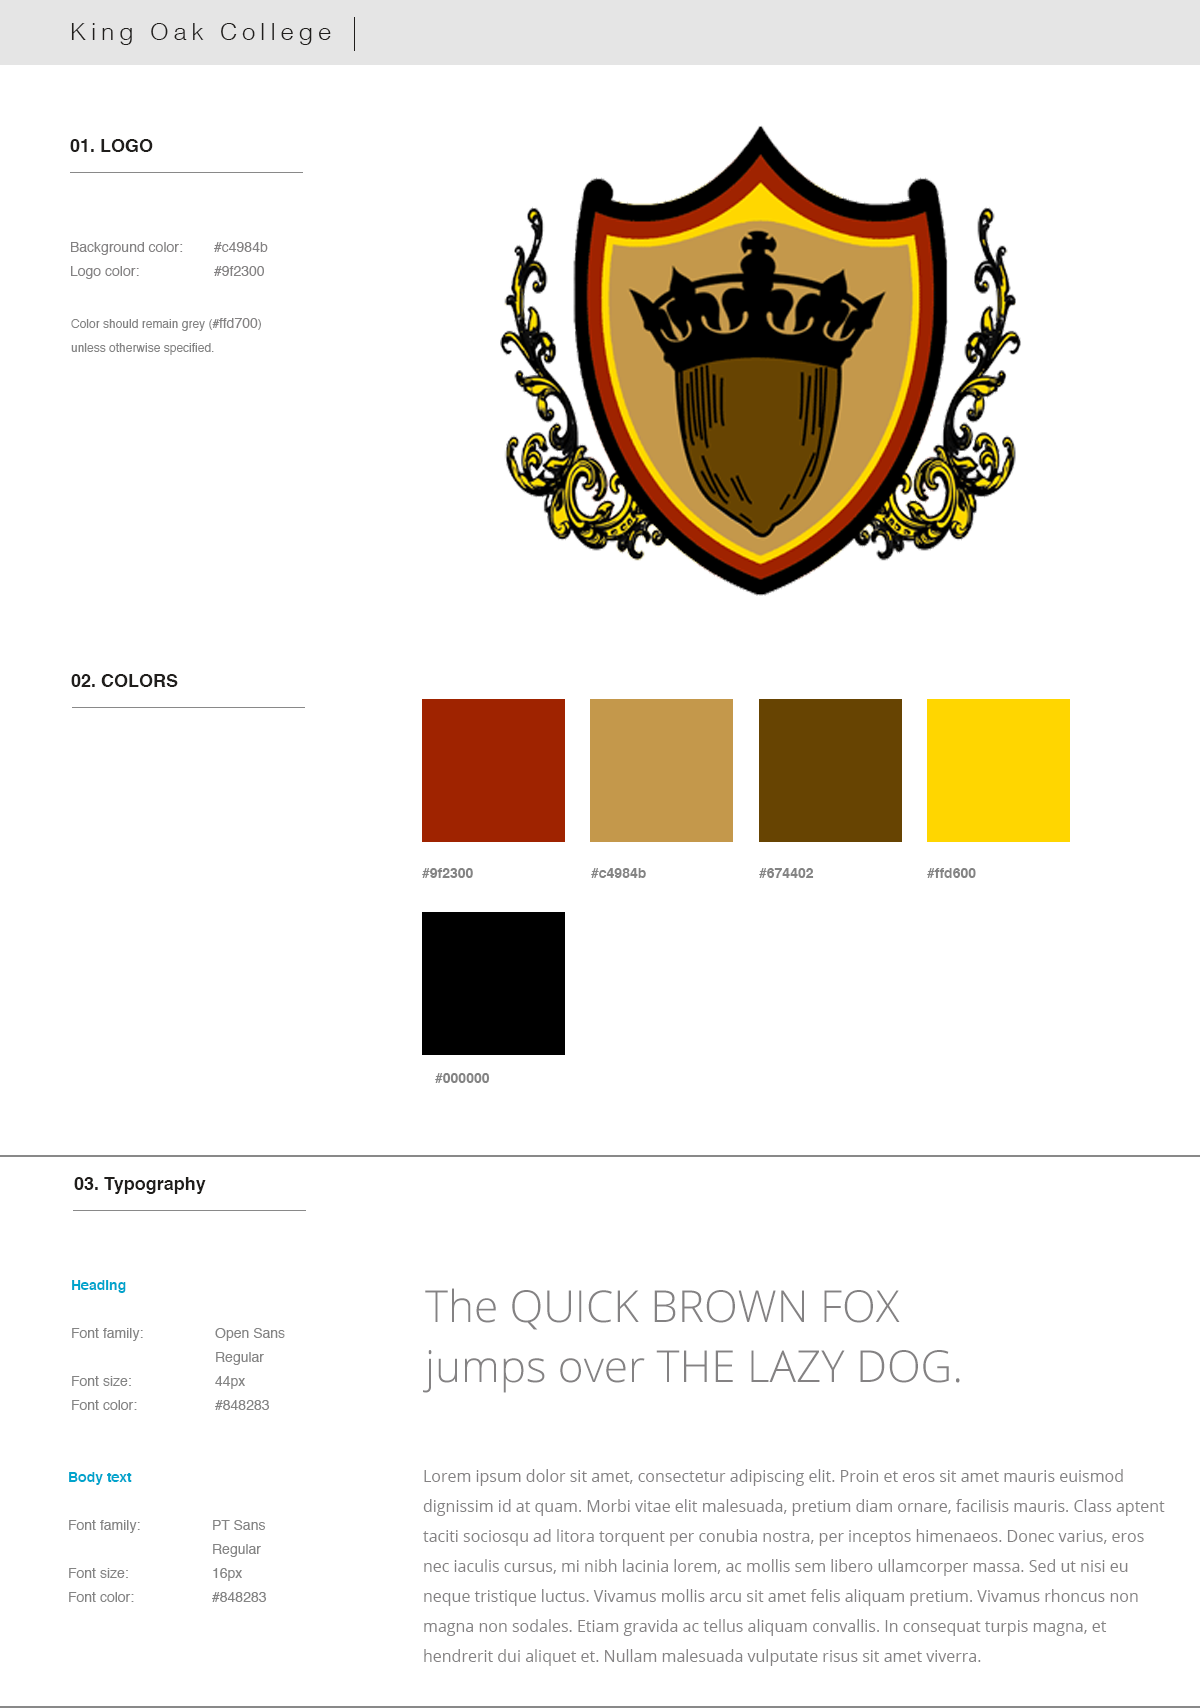 King Oak College
01. LOGO
Background color: #c4984b
Logo color: #9f2300
Color should remain grey (#ffd700)
unless otherwise specified.
02. COLORS
#9f2300 #c4984b #674402 #ffd600
#000000
03. Typography
Heading
Font family: Open Sans
Regular
Font size: 44px
Font color: #848283
The QUICK BROWN FOX
jumps over THE LAZY DOG.
Body text
Font family: PT Sans
Regular
Font size: 16px
Font color: #848283
Lorem ipsum dolor sit amet, consectetur adipiscing elit. Proin et eros sit amet mauris euismod
dignissim id at quam. Morbi vitae elit malesuada, pretium diam ornare, facilisis mauris. Class aptent
taciti sociosqu ad litora torquent per conubia nostra, per inceptos himenaeos. Donec varius, eros
nec iaculis cursus, mi nibh lacinia lorem, ac mollis sem libero ullamcorper massa. Sed ut nisi eu
neque tristique luctus. Vivamus mollis arcu sit amet felis aliquam pretium. Vivamus rhoncus non
magna non sodales. Etiam gravida ac tellus aliquam convallis. In consequat turpis magna, et
hendrerit dui aliquet et. Nullam malesuada vulputate risus sit amet viverra.